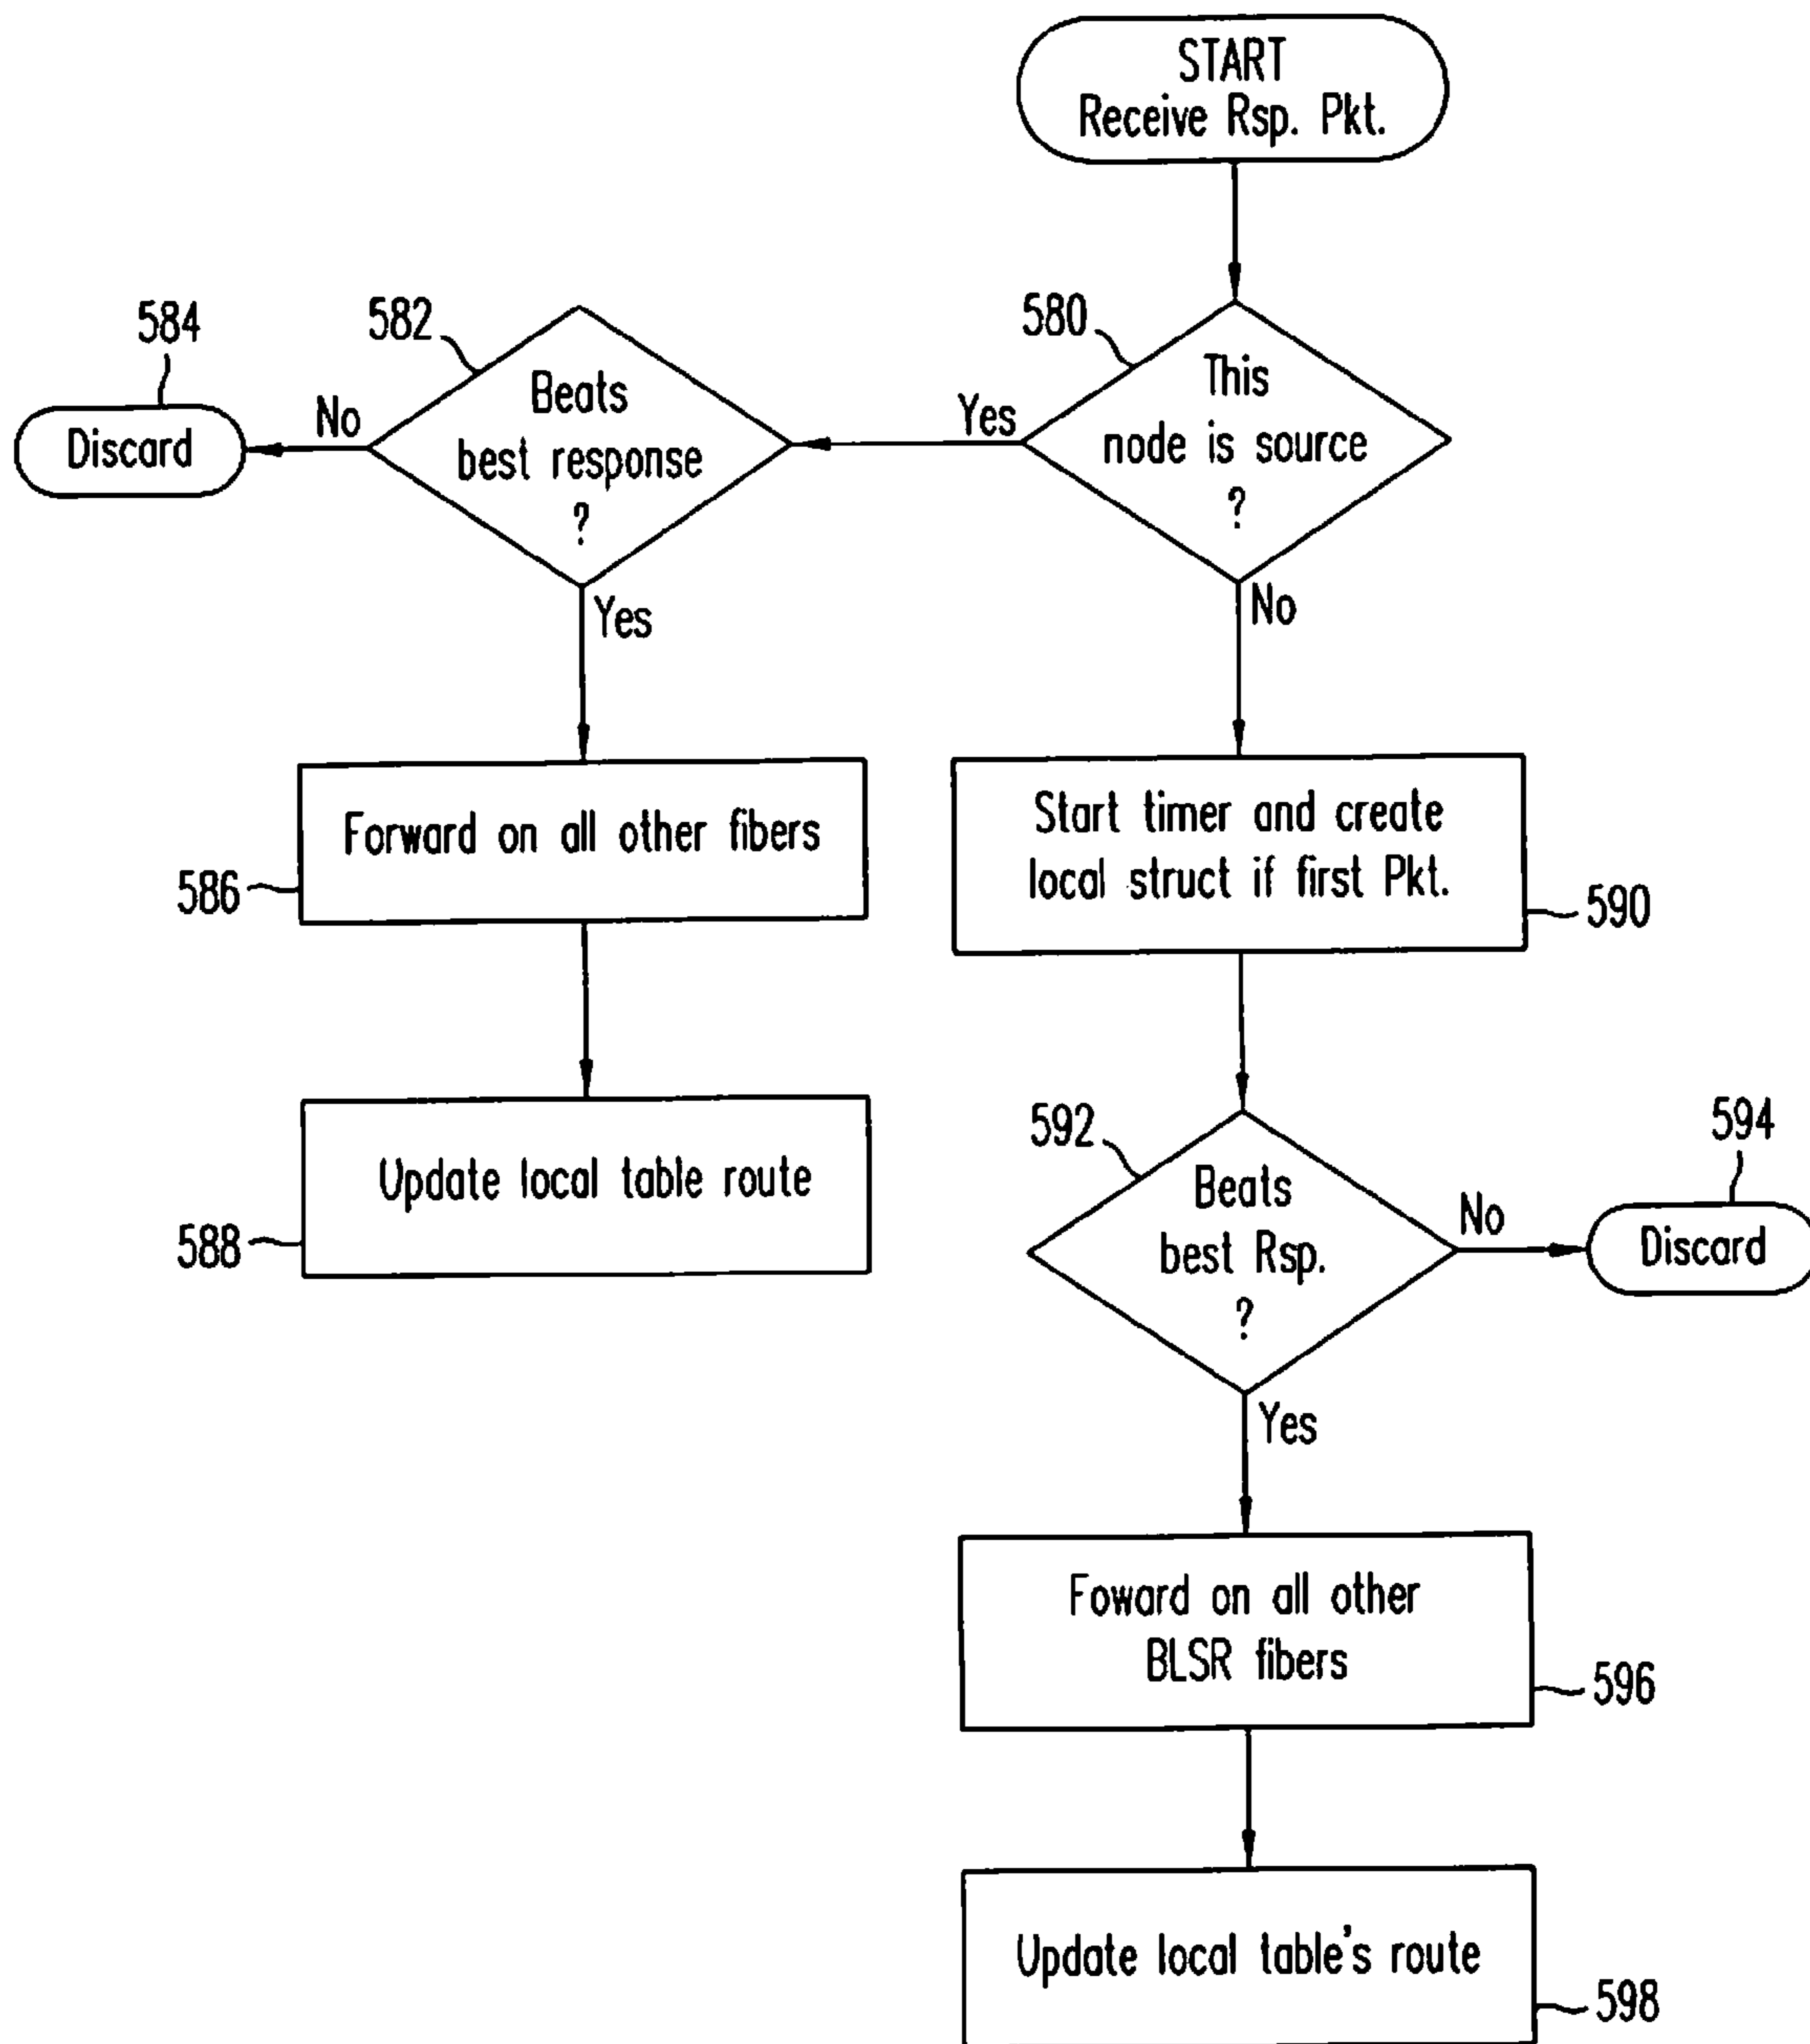 START
Receive Rsp. Pkt.
580
This
node is source
?
Yes
No
582
Beats
best response
?
No
Yes
584
Discard
Forward on all other fibers
586
Update local table route
588
Start timer and create
local struct if first Pkt.
590
592
Beats
best Rsp.
?
No
Yes
594
Discard
Foward on all other
BLSR fibers
596
Update local table's route
598